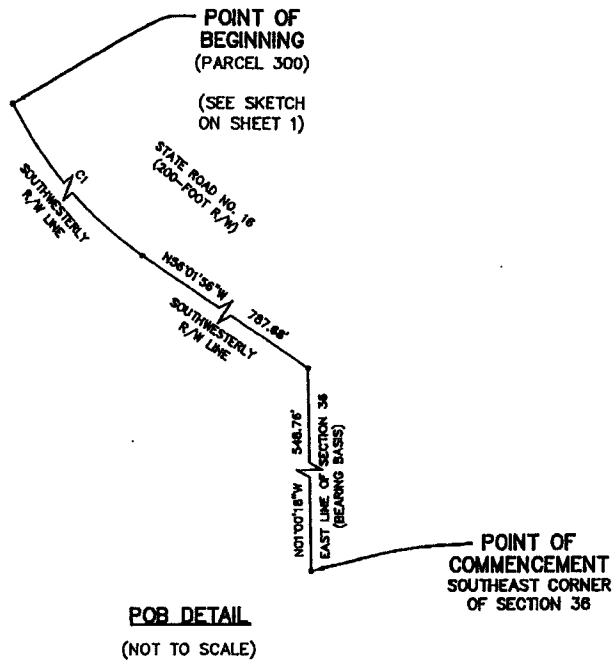 POINT OF
BEGINNING
(PARCEL 300)
(SEE SKETCH
ON SHEET 1)
STATE ROAD NO. 16
(200-FOOT R/W)
C1
SOUTHWESTERLY
R/W LINE
N56°01'56"W 787.68'
SOUTHWESTERLY
R/W LINE
N01°00'18"W 548.76'
EAST LINE OF SECTION 36
(BEARING BASIS)
POINT OF
COMMENCEMENT
SOUTHEAST CORNER
OF SECTION 36
POB DETAIL
(NOT TO SCALE)